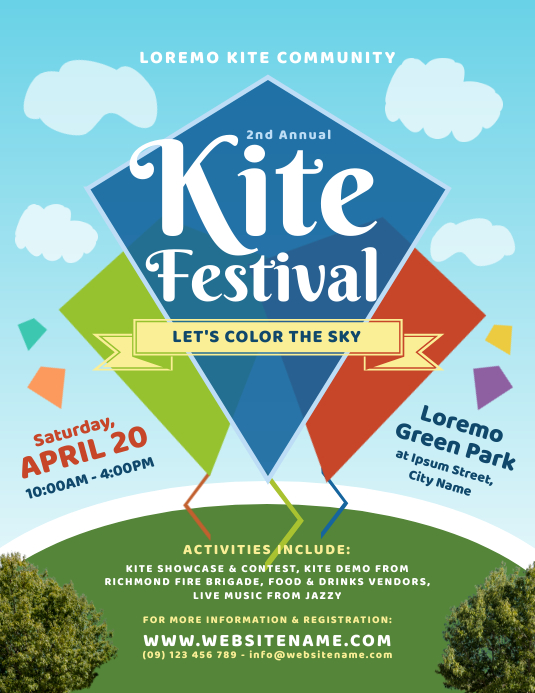 LOREMO KITE COMMUNITY
2nd Annual
Kite
Festival
LET'S COLOR THE SKY
Saturday,
APRIL 20
10:00AM - 4:00PM
Loremo
Green Park
at Ipsum Street,
City Name
ACTIVITIES INCLUDE:
KITE SHOWCASE & CONTEST, KITE DEMO FROM
RICHMOND FIRE BRIGADE, FOOD & DRINKS VENDORS,
LIVE MUSIC FROM JAZZY
FOR MORE INFORMATION & REGISTRATION:
WWW.WEBSITENAME.COM
(09) 123 456 789 - info@websitename.com